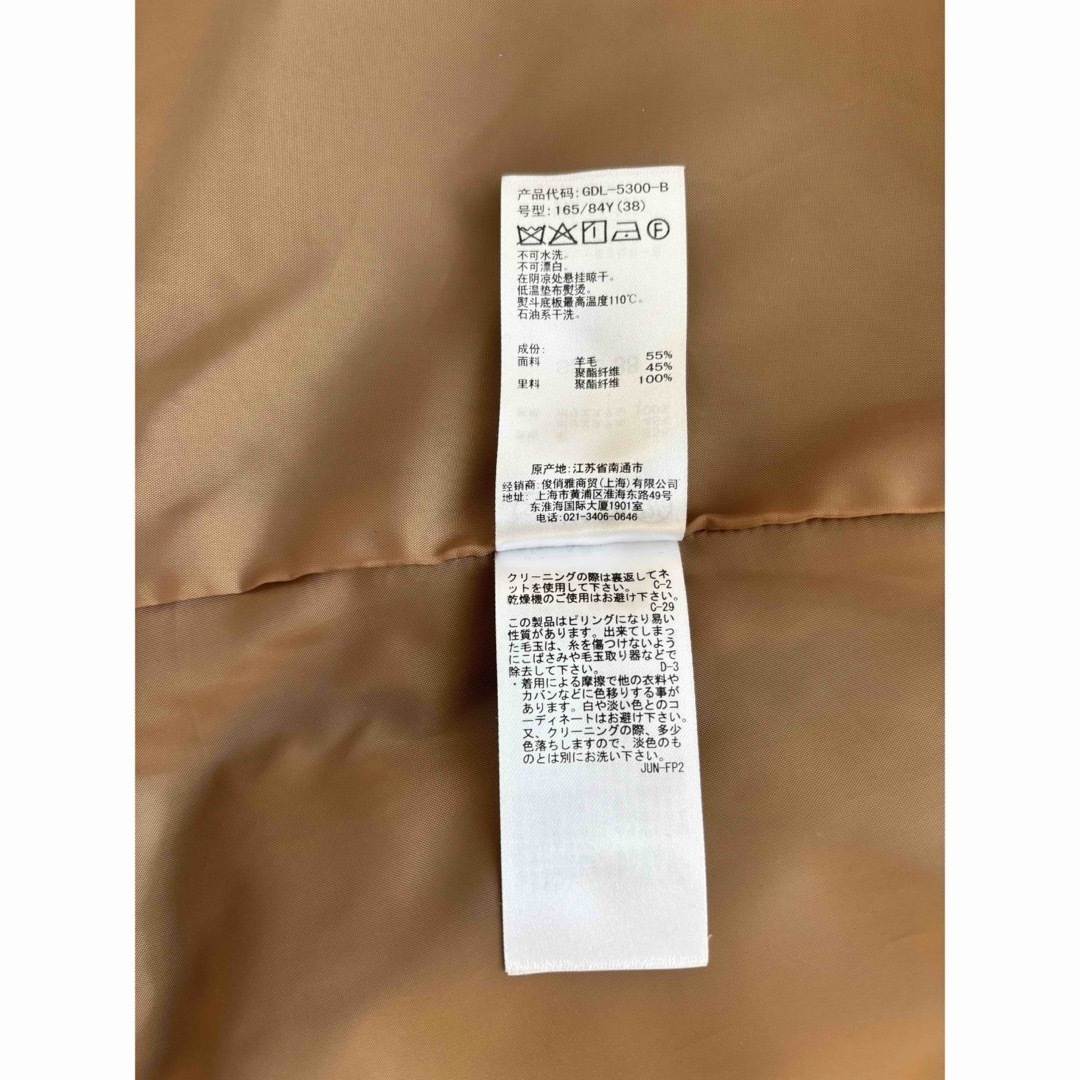 产品代码:GDL-5300-B
号型:165/84Y(38)
F
不可水洗。
不可漂白。
在阴凉处悬挂晾干。
低温垫布熨烫。
熨斗底板最高温度110℃。
石油系干洗。
成份:
面料 羊毛 55%
聚酯纤维 45%
里料 聚酯纤维 100%
原产地:江苏省南通市
经销商:俊俏雅商贸(上海)有限公司
地址:上海市黄浦区淮海东路49号
东淮海国际大厦1901室
电话:021-3406-0646
クリーニングの際は裏返してネ
ットを使用して下さい。 C-2
乾燥機のご使用はお避け下さい。
C-29
この製品はピリングになり易い
性質があります。出来てしまっ
た毛玉は、糸を傷つけないよう
にこばさみや毛玉取り器などで
除去して下さい。 D-3
・着用による摩擦で他の衣料や
カバンなどに色移りする事が
あります。白や淡い色とのコ
ーディネートはお避け下さい。
又、クリーニングの際、多少
色落ちしますので、淡色のも
のとは別にお洗い下さい。
JUN-FP2